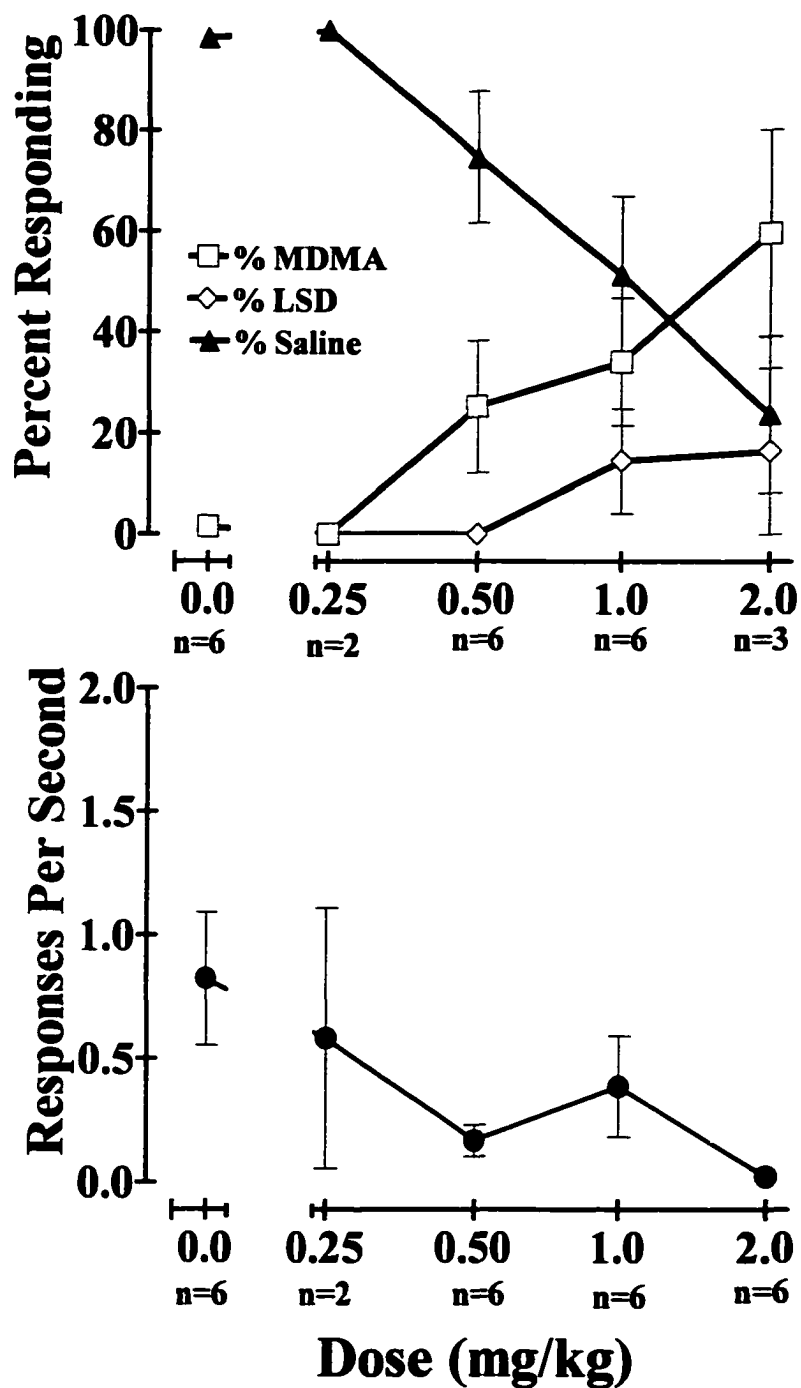 Percent Responding
100
80
60
40
20
0
% MDMA
% LSD
% Saline
0.0 0.25 0.50 1.0 2.0
n=6 n=2 n=6 n=6 n=3
Responses Per Second
2.0
1.5
1.0
0.5
0.0
0.0 0.25 0.50 1.0 2.0
n=6 n=2 n=6 n=6 n=6
Dose (mg/kg)